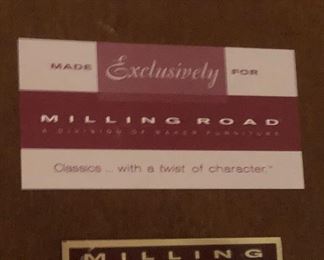 MADE Exclusively FOR
MILLING ROAD
A DIVISION OF BAKER FURNITURE
Classics ... with a twist of character.™
MILLING